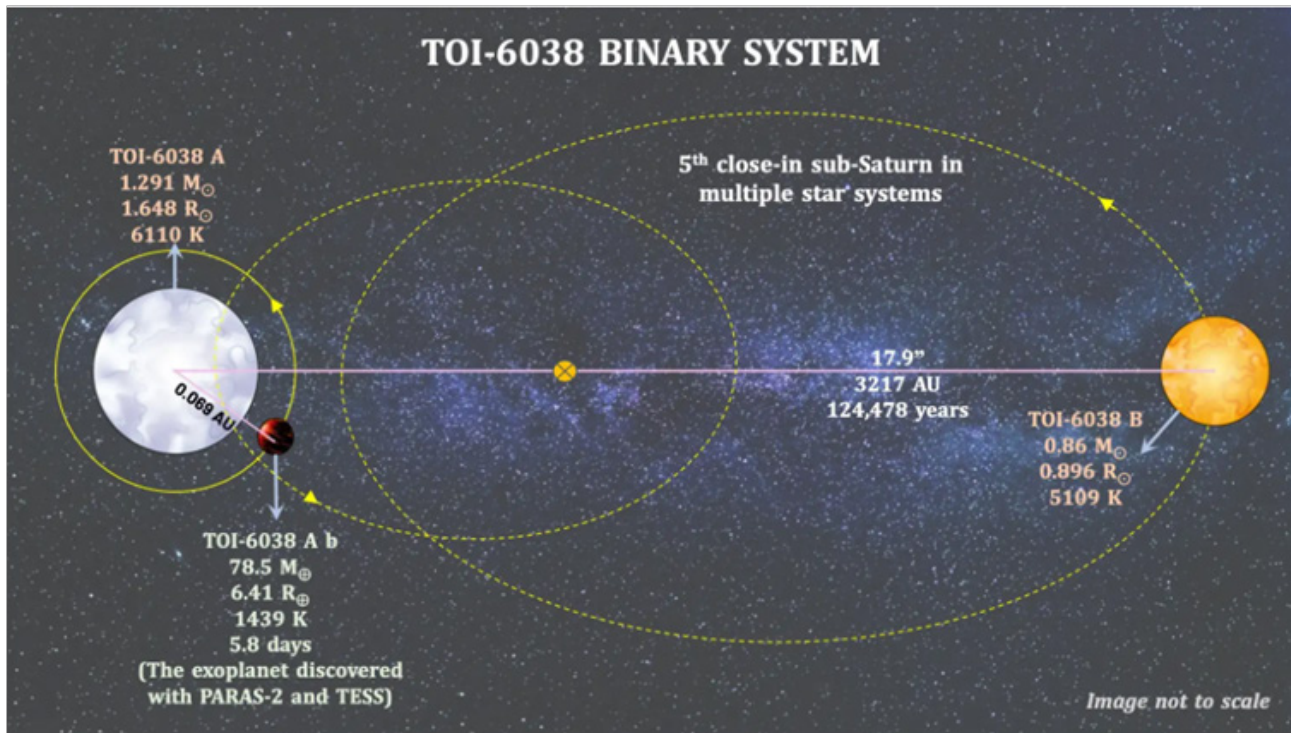 TOI-6038 BINARY SYSTEM
TOI-6038 A
1.291 M☉
1.648 R☉
6110 K
5th close-in sub-Saturn in
multiple star systems
0.069 AU
17.9”
3217 AU
124,478 years
TOI-6038 B
0.86 M☉
0.896 R☉
5109 K
TOI-6038 A b
78.5 M⊕
6.41 R⊕
1439 K
5.8 days
(The exoplanet discovered
with PARAS-2 and TESS)
Image not to scale